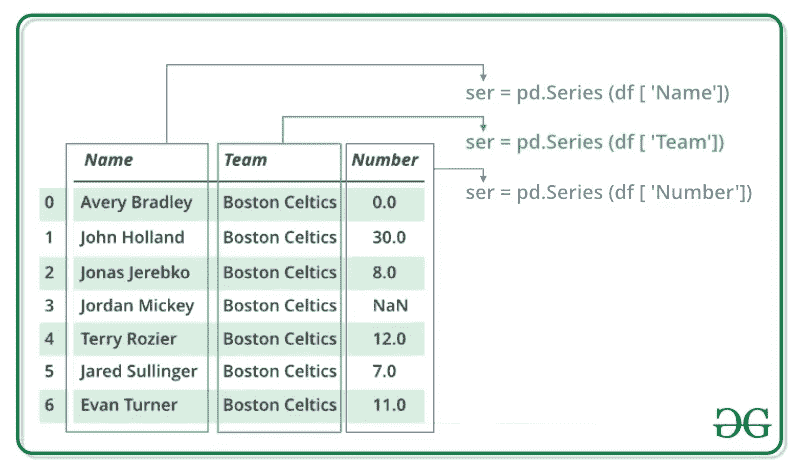 ser = pd.Series (df [ 'Name'])
ser = pd.Series (df [ 'Team'])
ser = pd.Series (df [ 'Number'])
Name Team Number
0 Avery Bradley Boston Celtics 0.0
1 John Holland Boston Celtics 30.0
2 Jonas Jerebko Boston Celtics 8.0
3 Jordan Mickey Boston Celtics NaN
4 Terry Rozier Boston Celtics 12.0
5 Jared Sullinger Boston Celtics 7.0
6 Evan Turner Boston Celtics 11.0